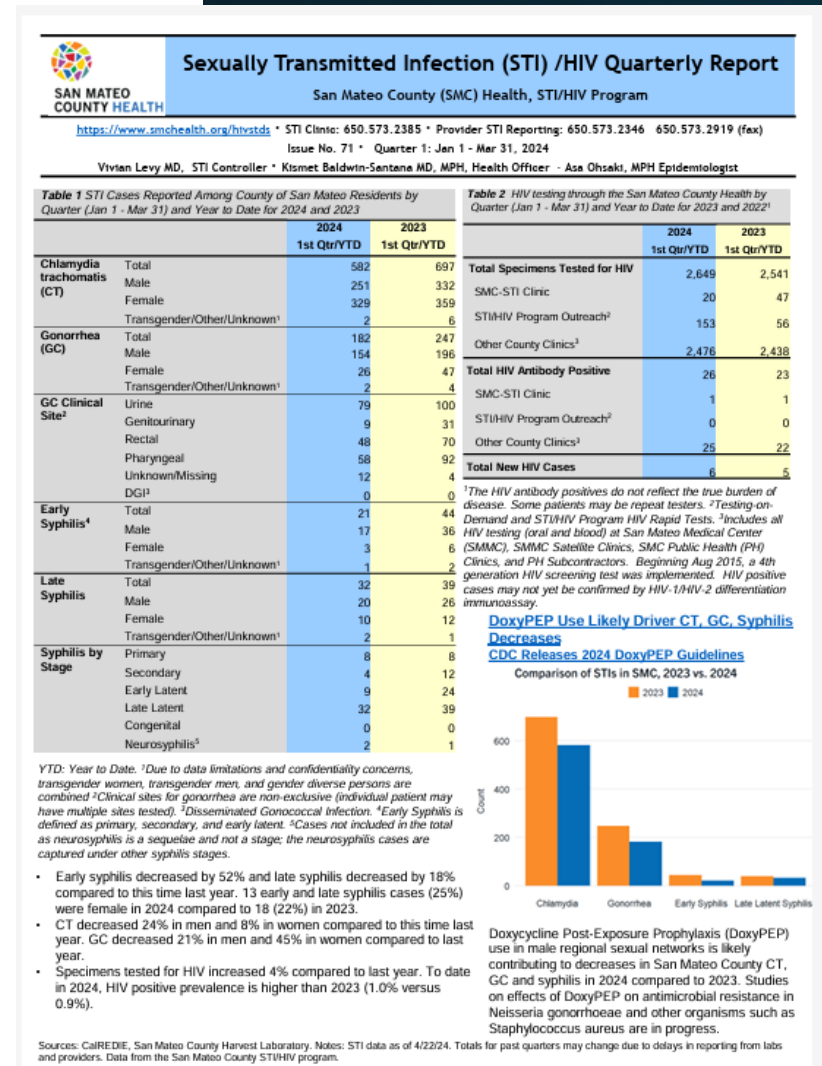 SAN MATEO
COUNTY HEALTH
Sexually Transmitted Infection (STI) /HIV Quarterly Report
San Mateo County (SMC) Health, STI/HIV Program
https://www.smchealth.org/hivstds • STI Clinic: 650.573.2385 • Provider STI Reporting: 650.573.2346 650.573.2919 (fax)
Issue No. 71 • Quarter 1: Jan 1 - Mar 31, 2024
Vivian Levy MD, STI Controller • Kismet Baldwin-Santana MD, MPH, Health Officer - Asa Ohsaki, MPH Epidemiologist
Table 1 STI Cases Reported Among County of San Mateo Residents by
Quarter (Jan 1 - Mar 31) and Year to Date for 2024 and 2023
2024 2023
1st Qtr/YTD 1st Qtr/YTD
Chlamydia trachomatis (CT) Total 582 697
Male 251 332
Female 329 359
Transgender/Other/Unknown¹ 2 6
Gonorrhea (GC) Total 182 247
Male 154 196
Female 26 47
Transgender/Other/Unknown¹ 2 4
GC Clinical Site² Urine 79 100
Genitourinary 9 31
Rectal 48 70
Pharyngeal 58 92
Unknown/Missing 12 4
DGI³ 0 0
Early Syphilis⁴ Total 21 44
Male 17 36
Female 3 6
Transgender/Other/Unknown¹ 1 2
Late Syphilis Total 32 39
Male 20 26
Female 10 12
Transgender/Other/Unknown¹ 2 1
Syphilis by Stage Primary 8 8
Secondary 4 12
Early Latent 9 24
Late Latent 32 39
Congenital 0 0
Neurosyphilis⁵ 2 1
YTD: Year to Date. ¹Due to data limitations and confidentiality concerns,
transgender women, transgender men, and gender diverse persons are
combined ²Clinical sites for gonorrhea are non-exclusive (individual patient may
have multiple sites tested). ³Disseminated Gonococcal Infection. ⁴Early Syphilis is
defined as primary, secondary, and early latent. ⁵Cases not included in the total
as neurosyphilis is a sequelae and not a stage; the neurosyphilis cases are
captured under other syphilis stages.
• Early syphilis decreased by 52% and late syphilis decreased by 18%
compared to this time last year. 13 early and late syphilis cases (25%)
were female in 2024 compared to 18 (22%) in 2023.
• CT decreased 24% in men and 8% in women compared to this time last
year. GC decreased 21% in men and 45% in women compared to last
year.
• Specimens tested for HIV increased 4% compared to last year. To date
in 2024, HIV positive prevalence is higher than 2023 (1.0% versus
0.9%).
Table 2 HIV testing through the San Mateo County Health by
Quarter (Jan 1 - Mar 31) and Year to Date for 2023 and 2022¹
2024 2023
1st Qtr/YTD 1st Qtr/YTD
Total Specimens Tested for HIV 2,649 2,541
SMC-STI Clinic 20 47
STI/HIV Program Outreach² 153 56
Other County Clinics³ 2,476 2,438
Total HIV Antibody Positive 26 23
SMC-STI Clinic 1 1
STI/HIV Program Outreach² 0 0
Other County Clinics³ 25 22
Total New HIV Cases 6 5
¹The HIV antibody positives do not reflect the true burden of
disease. Some patients may be repeat testers. ²Testing-on-
Demand and STI/HIV Program HIV Rapid Tests. ³Includes all
HIV testing (oral and blood) at San Mateo Medical Center
(SMMC), SMMC Satellite Clinics, SMC Public Health (PH)
Clinics, and PH Subcontractors. Beginning Aug 2015, a 4th
generation HIV screening test was implemented. HIV positive
cases may not yet be confirmed by HIV-1/HIV-2 differentiation
immunoassay.
DoxyPEP Use Likely Driver CT, GC, Syphilis
Decreases
CDC Releases 2024 DoxyPEP Guidelines
Comparison of STIs in SMC, 2023 vs. 2024
2023 2024
600
400
200
0
Count
Chlamydia Gonorrhea Early Syphilis Late Latent Syphilis
Doxycycline Post-Exposure Prophylaxis (DoxyPEP)
use in male regional sexual networks is likely
contributing to decreases in San Mateo County CT,
GC and syphilis in 2024 compared to 2023. Studies
on effects of DoxyPEP on antimicrobial resistance in
Neisseria gonorrhoeae and other organisms such as
Staphylococcus aureus are in progress.
Sources: CalREDIE, San Mateo County Harvest Laboratory. Notes: STI data as of 4/22/24. Totals for past quarters may change due to delays in reporting from labs
and providers. Data from the San Mateo County STI/HIV program.